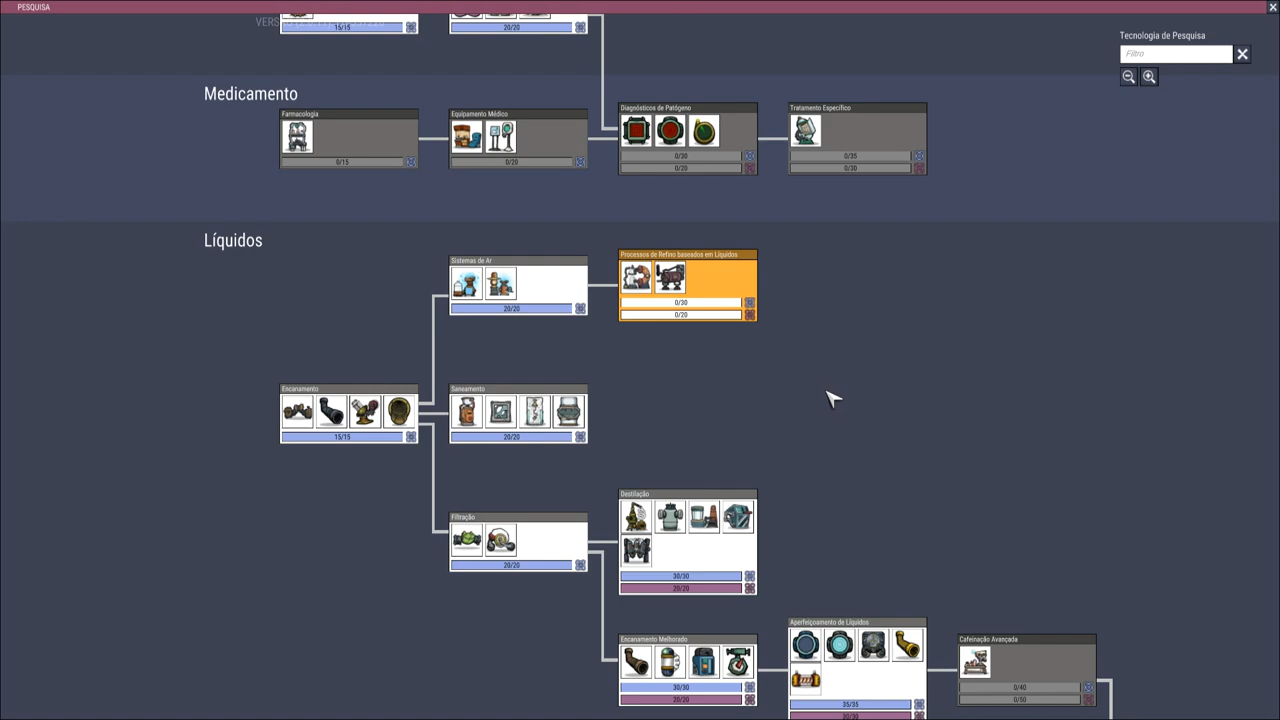 PESQUISA
Tecnologia de Pesquisa
Filtro
15/15
20/20
Medicamento
Farmacologia
0/15
Equipamento Médico
0/20
Diagnósticos de Patógeno
0/30
0/20
Tratamento Específico
0/35
0/30
Líquidos
Sistemas de Ar
20/20
Processos de Refino baseados em Líquidos
0/30
0/20
Encanamento
15/15
Saneamento
20/20
Filtração
20/20
Destilação
30/30
20/20
Encanamento Melhorado
30/30
20/20
Aperfeiçoamento de Líquidos
35/35
30/30
Cafeinação Avançada
0/40
0/50